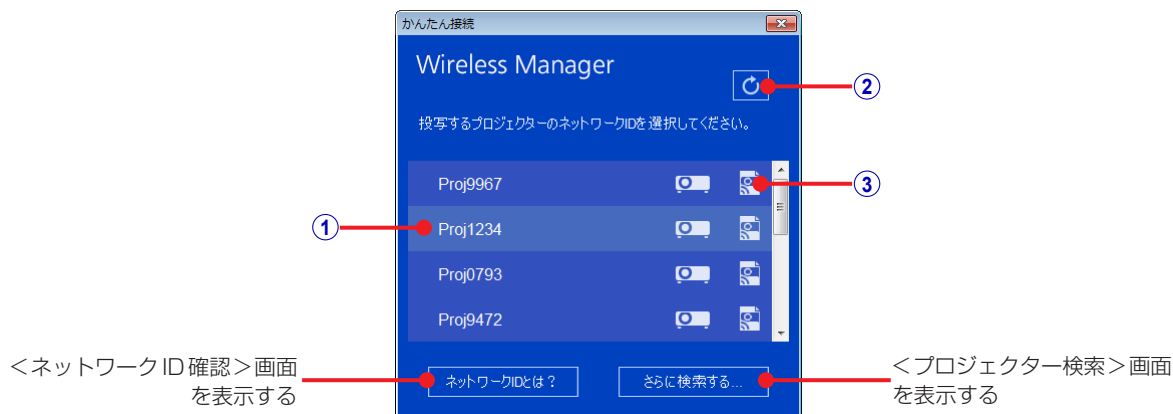 かんたん接続
Wireless Manager
②
投写するプロジェクターのネットワークIDを選択してください。
Proj9967
③
①
Proj1234
Proj0793
Proj9472
＜ネットワークID確認＞画面
を表示する
ネットワークIDとは？
さらに検索する...
＜プロジェクター検索＞画面
を表示する